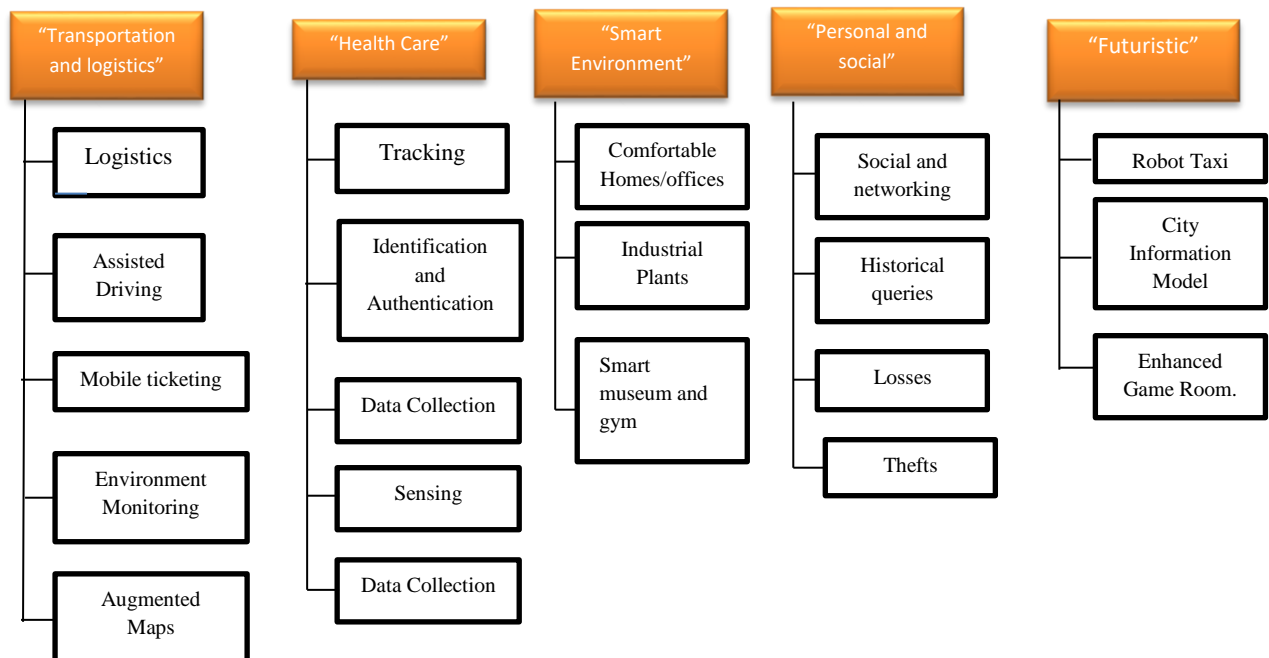 “Transportation
and logistics”
Logistics
Assisted
Driving
Mobile ticketing
Environment
Monitoring
Augmented
Maps
“Health Care”
Tracking
Identification
and
Authentication
Data Collection
Sensing
Data Collection
“Smart
Environment”
Comfortable
Homes/offices
Industrial
Plants
Smart
museum and
gym
“Personal and
social”
Social and
networking
Historical
queries
Losses
Thefts
“Futuristic”
Robot Taxi
City
Information
Model
Enhanced
Game Room.